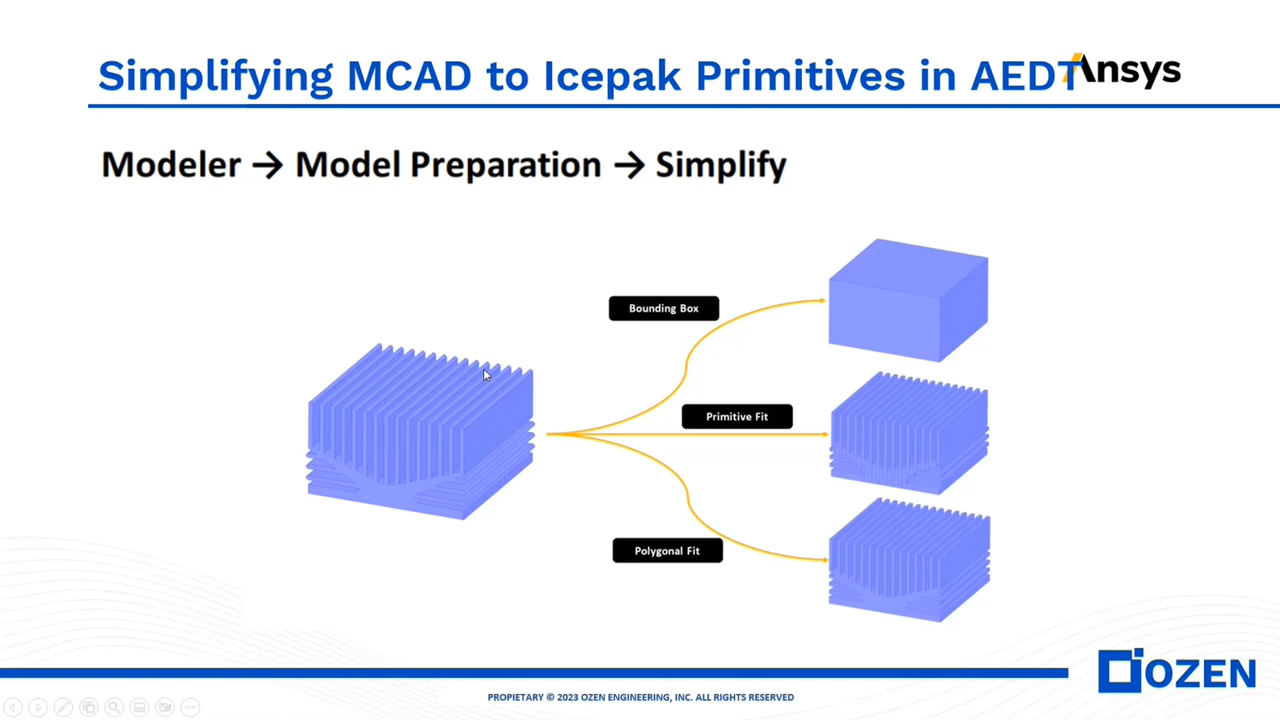 Simplifying MCAD to Icepak Primitives in AEDT
Ansys
Modeler → Model Preparation → Simplify
Bounding Box
Primitive Fit
Polygonal Fit
OZEN
PROPIETARY © 2023 OZEN ENGINEERING, INC. ALL RIGHTS RESERVED